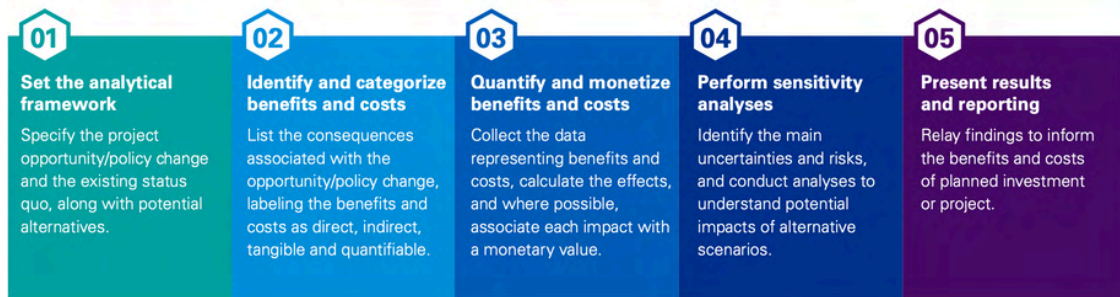 01
Set the analytical
framework
Specify the project
opportunity/policy change
and the existing status
quo, along with potential
alternatives.
02
Identify and categorize
benefits and costs
List the consequences
associated with the
opportunity/policy change,
labeling the benefits and
costs as direct, indirect,
tangible and quantifiable.
03
Quantify and monetize
benefits and costs
Collect the data
representing benefits and
costs, calculate the effects,
and where possible,
associate each impact with
a monetary value.
04
Perform sensitivity
analyses
Identify the main
uncertainties and risks,
and conduct analyses to
understand potential
impacts of alternative
scenarios.
05
Present results
and reporting
Relay findings to inform
the benefits and costs
of planned investment
or project.